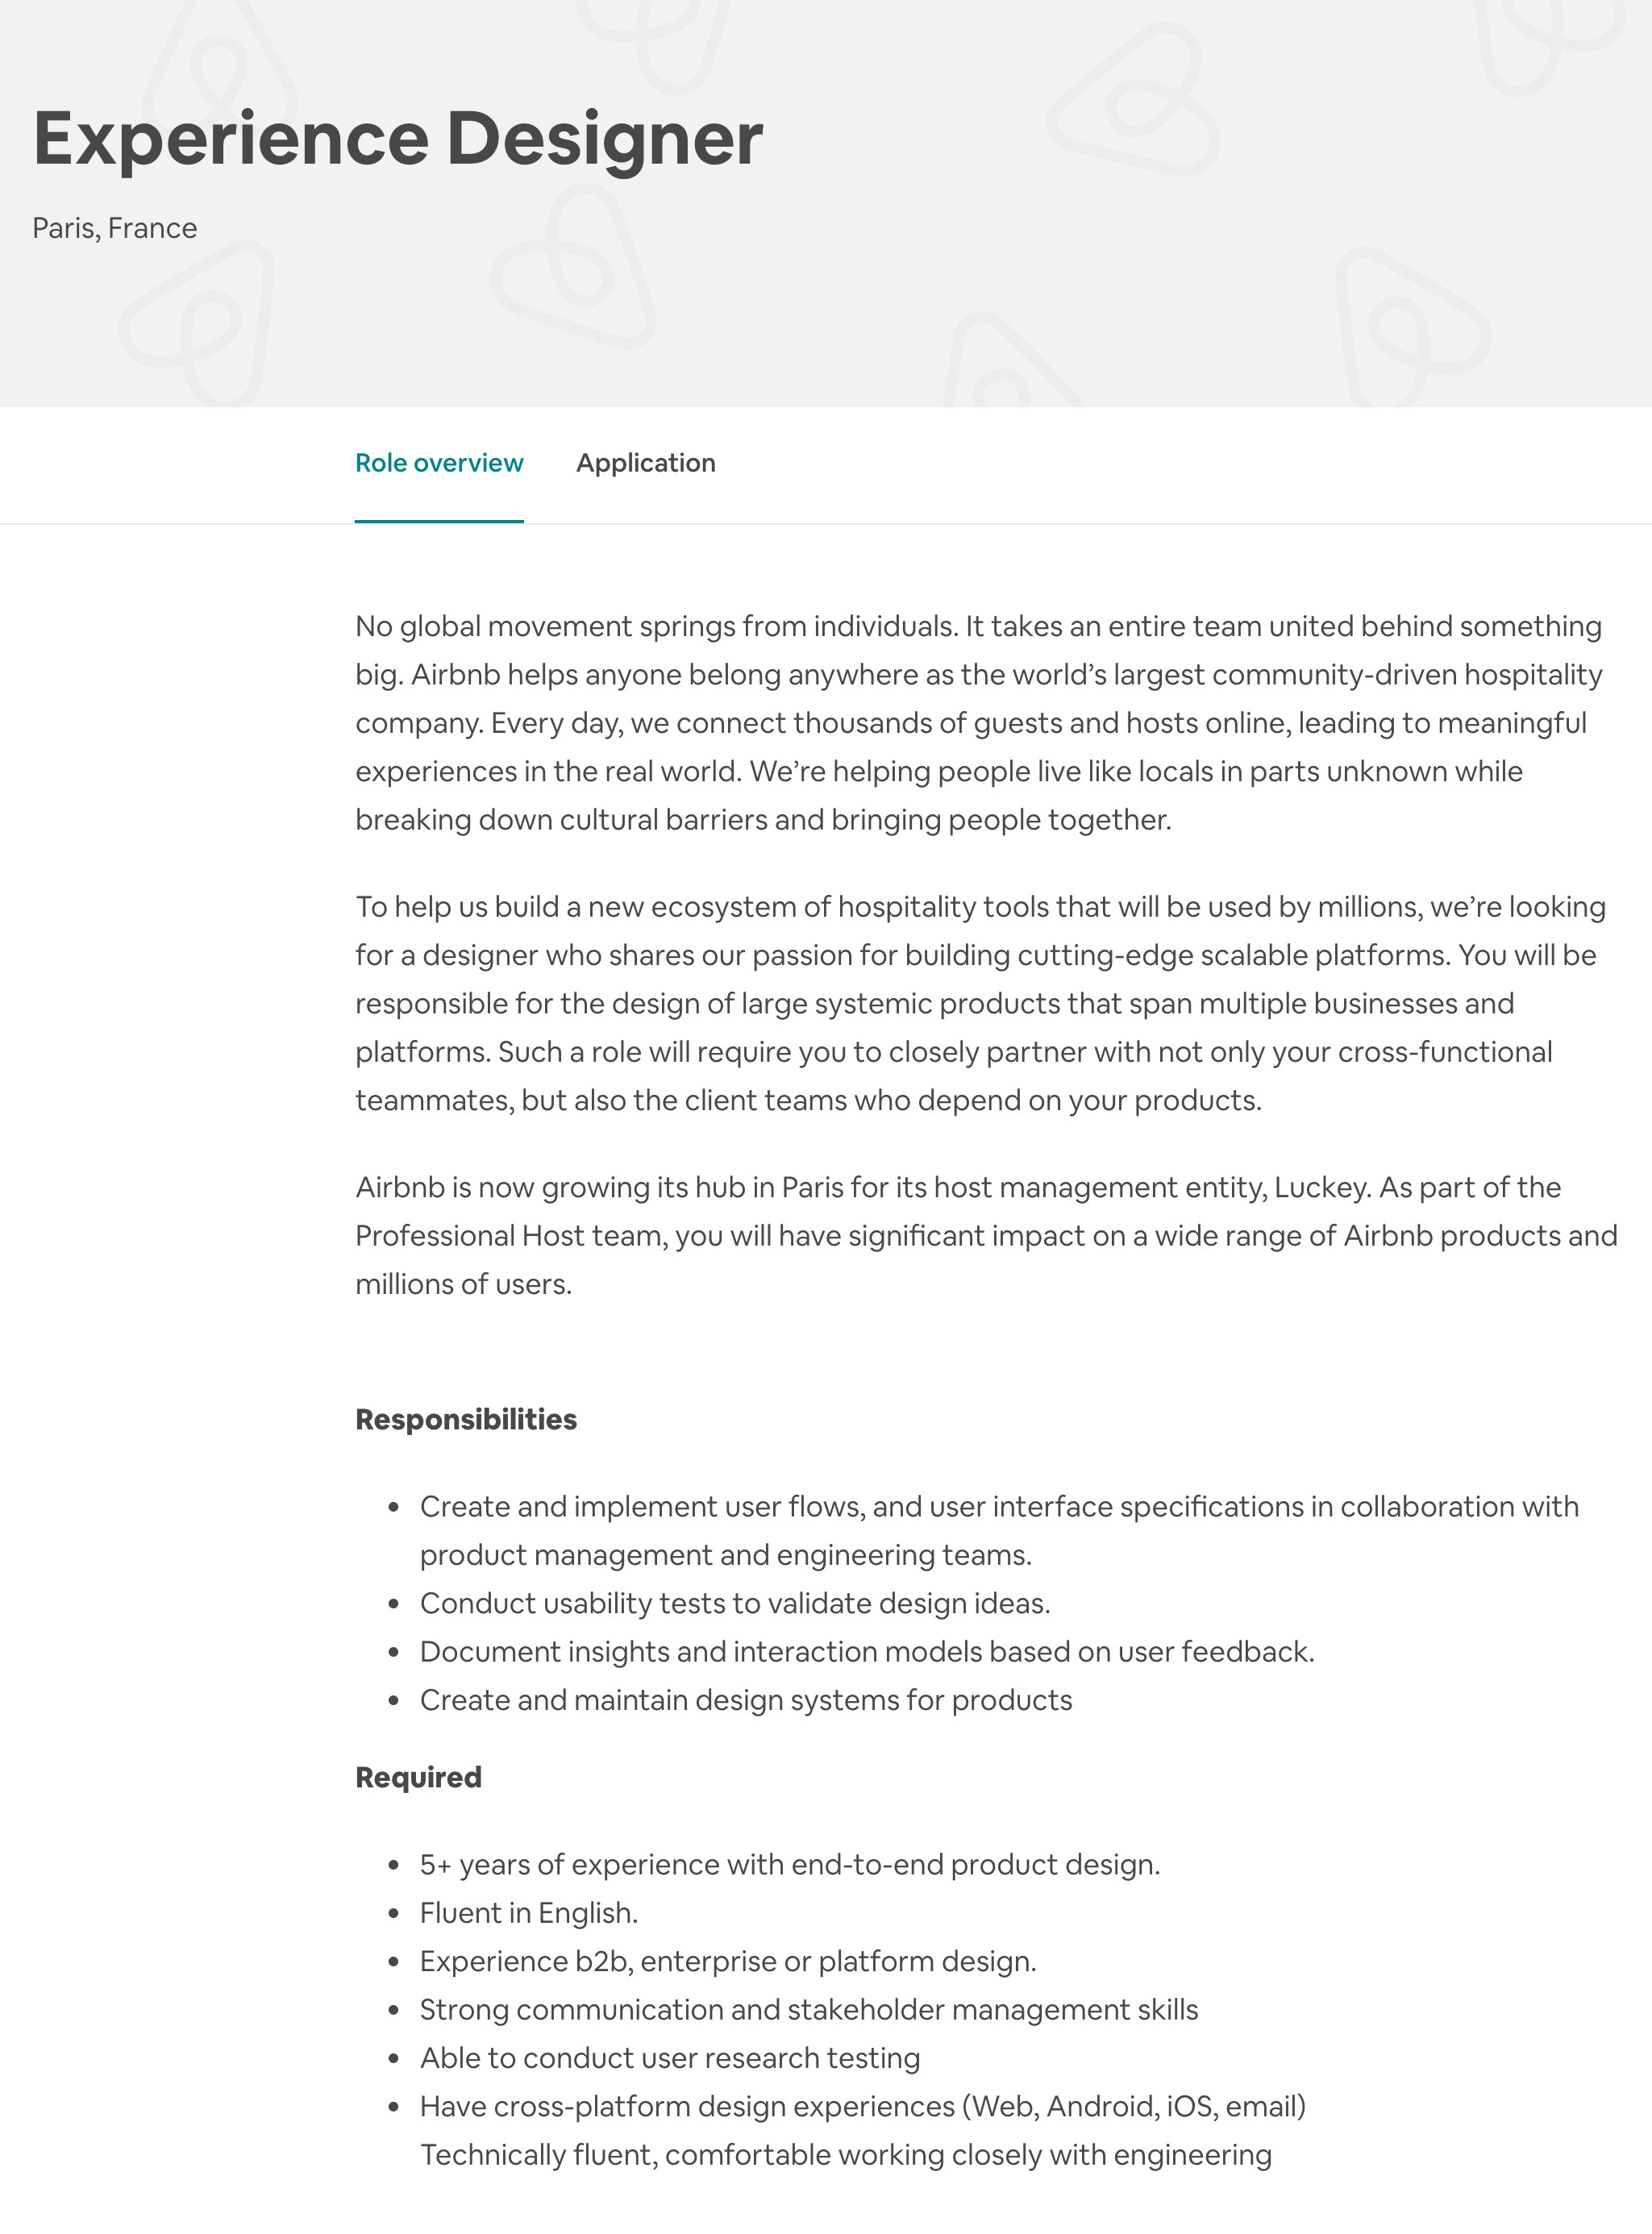 Experience Designer
Paris, France
Role overview
Application
No global movement springs from individuals. It takes an entire team united behind something
big. Airbnb helps anyone belong anywhere as the world’s largest community-driven hospitality
company. Every day, we connect thousands of guests and hosts online, leading to meaningful
experiences in the real world. We’re helping people live like locals in parts unknown while
breaking down cultural barriers and bringing people together.
To help us build a new ecosystem of hospitality tools that will be used by millions, we’re looking
for a designer who shares our passion for building cutting-edge scalable platforms. You will be
responsible for the design of large systemic products that span multiple businesses and
platforms. Such a role will require you to closely partner with not only your cross-functional
teammates, but also the client teams who depend on your products.
Airbnb is now growing its hub in Paris for its host management entity, Luckey. As part of the
Professional Host team, you will have significant impact on a wide range of Airbnb products and
millions of users.
Responsibilities
• Create and implement user flows, and user interface specifications in collaboration with
product management and engineering teams.
• Conduct usability tests to validate design ideas.
• Document insights and interaction models based on user feedback.
• Create and maintain design systems for products
Required
• 5+ years of experience with end-to-end product design.
• Fluent in English.
• Experience b2b, enterprise or platform design.
• Strong communication and stakeholder management skills
• Able to conduct user research testing
• Have cross-platform design experiences (Web, Android, iOS, email)
Technically fluent, comfortable working closely with engineering